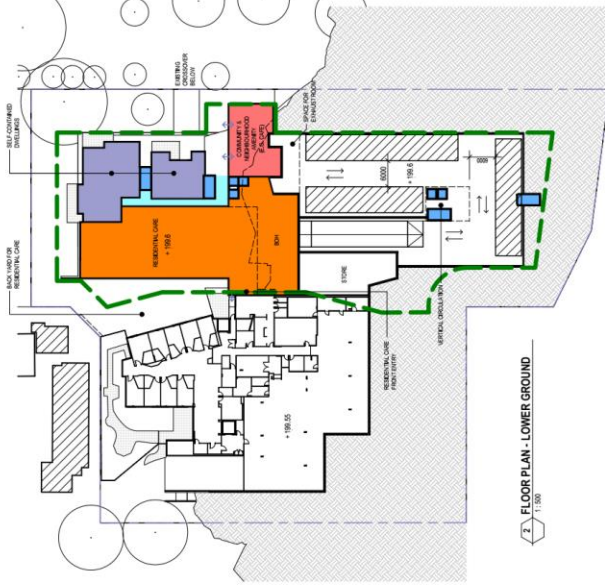 SELF-CONTAINED
DWELLINGS
EXISTING
CROSSOVER
BELOW
BACK YARD FOR
RESIDENTIAL CARE
COMMUNITY &
NEIGHBOURHOOD
AMENITY
(E.G. CAFE)
SPACE FOR
EXHAUST ROOM
RESIDENTIAL CARE
+ 199.6
BOH
6000
+199.6
6600
STORE
VERTICAL CIRCULATION
RESIDENTIAL CARE
FRONT ENTRY
+199.55
2
FLOOR PLAN - LOWER GROUND
1 : 500